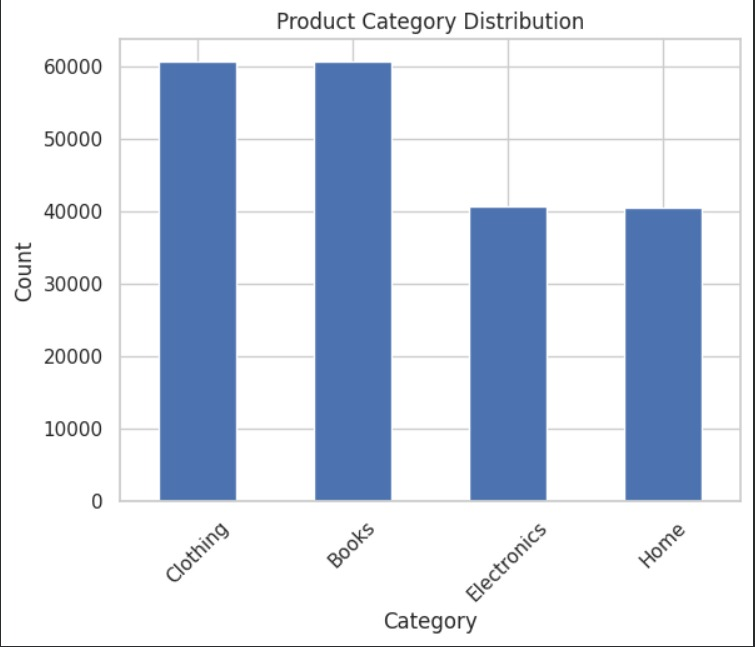 Product Category Distribution
60000
50000
40000
30000
20000
10000
0
Count
Clothing
Books
Electronics
Home
Category